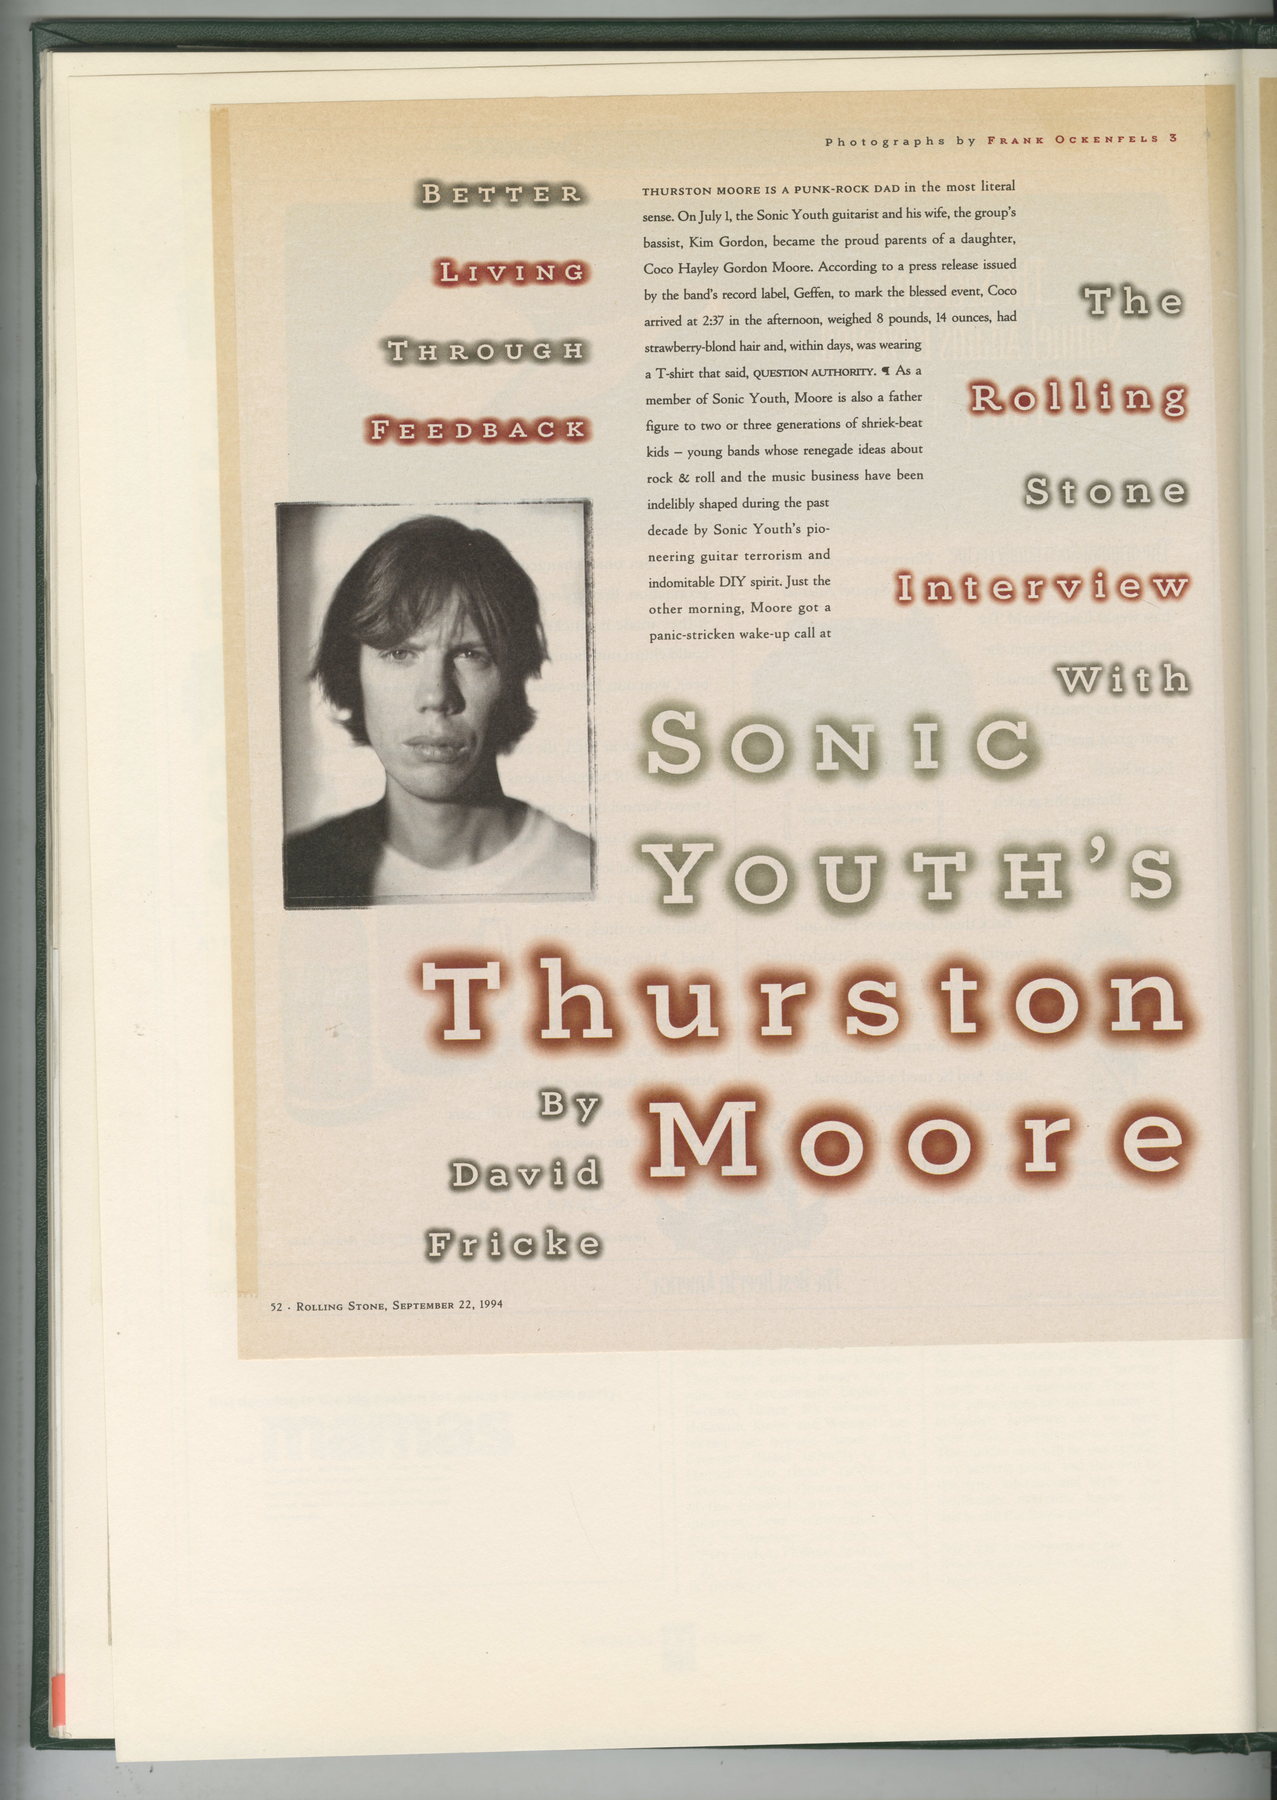 Photographs by FRANK OCKENFELS 3
BETTER
LIVING
THROUGH
FEEDBACK
THURSTON MOORE IS A PUNK-ROCK DAD in the most literal
sense. On July 1, the Sonic Youth guitarist and his wife, the group's
bassist, Kim Gordon, became the proud parents of a daughter,
Coco Hayley Gordon Moore. According to a press release issued
by the band's record label, Geffen, to mark the blessed event, Coco
arrived at 2:37 in the afternoon, weighed 8 pounds, 14 ounces, had
strawberry-blond hair and, within days, was wearing
a T-shirt that said, QUESTION AUTHORITY. ¶ As a
member of Sonic Youth, Moore is also a father
figure to two or three generations of shriek-beat
kids – young bands whose renegade ideas about
rock & roll and the music business have been
indelibly shaped during the past
decade by Sonic Youth's pio-
neering guitar terrorism and
indomitable DIY spirit. Just the
other morning, Moore got a
panic-stricken wake-up call at
The
Rolling
Stone
Interview
With
SONIC
YOUTH'S
Thurston
Moore
By
David
Fricke
52 · ROLLING STONE, SEPTEMBER 22, 1994